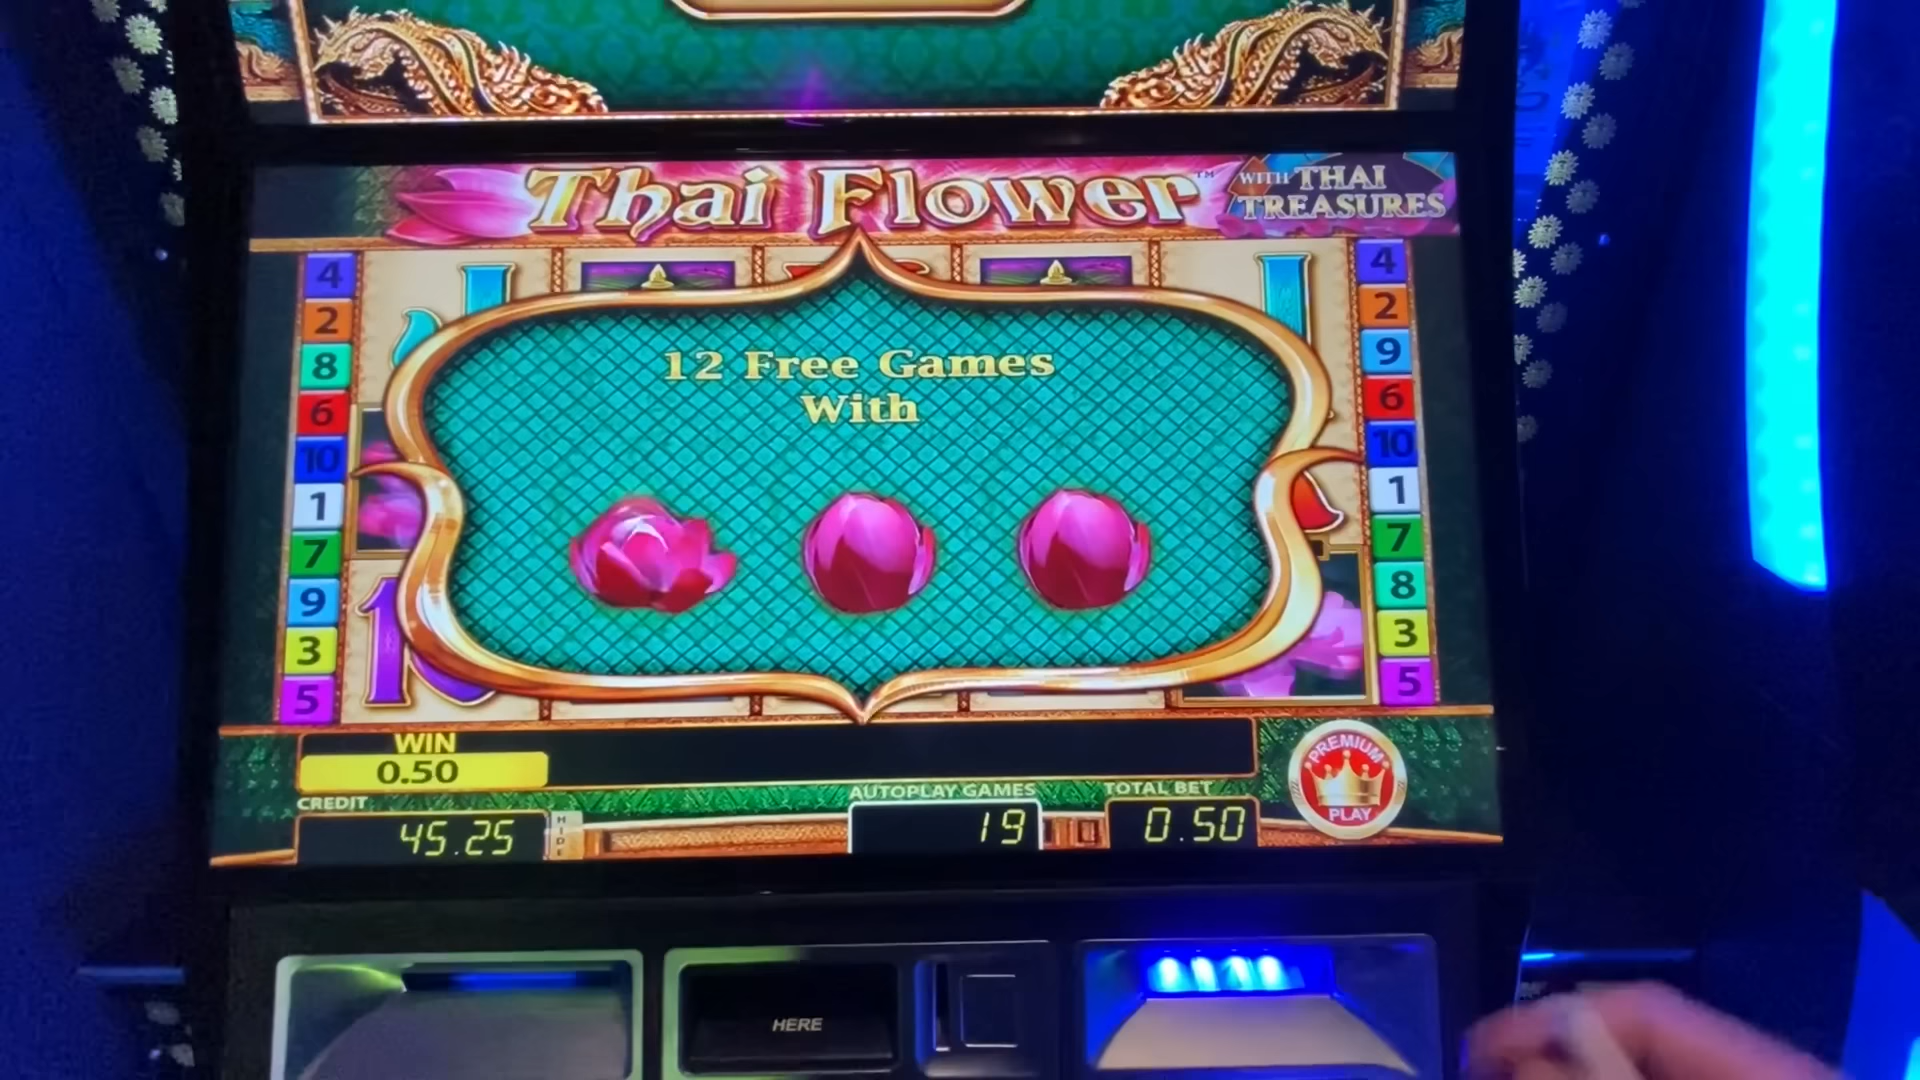 Thai Flower™
WITH THAI
TREASURES
4
2
8
6
10
1
7
9
3
5
12 Free Games
With
4
2
9
6
10
1
7
8
3
5
WIN
0.50
CREDIT
45.25
HIDE
AUTOPLAY GAMES
19
TOTAL BET
0.50
PREMIUM
PLAY
HERE